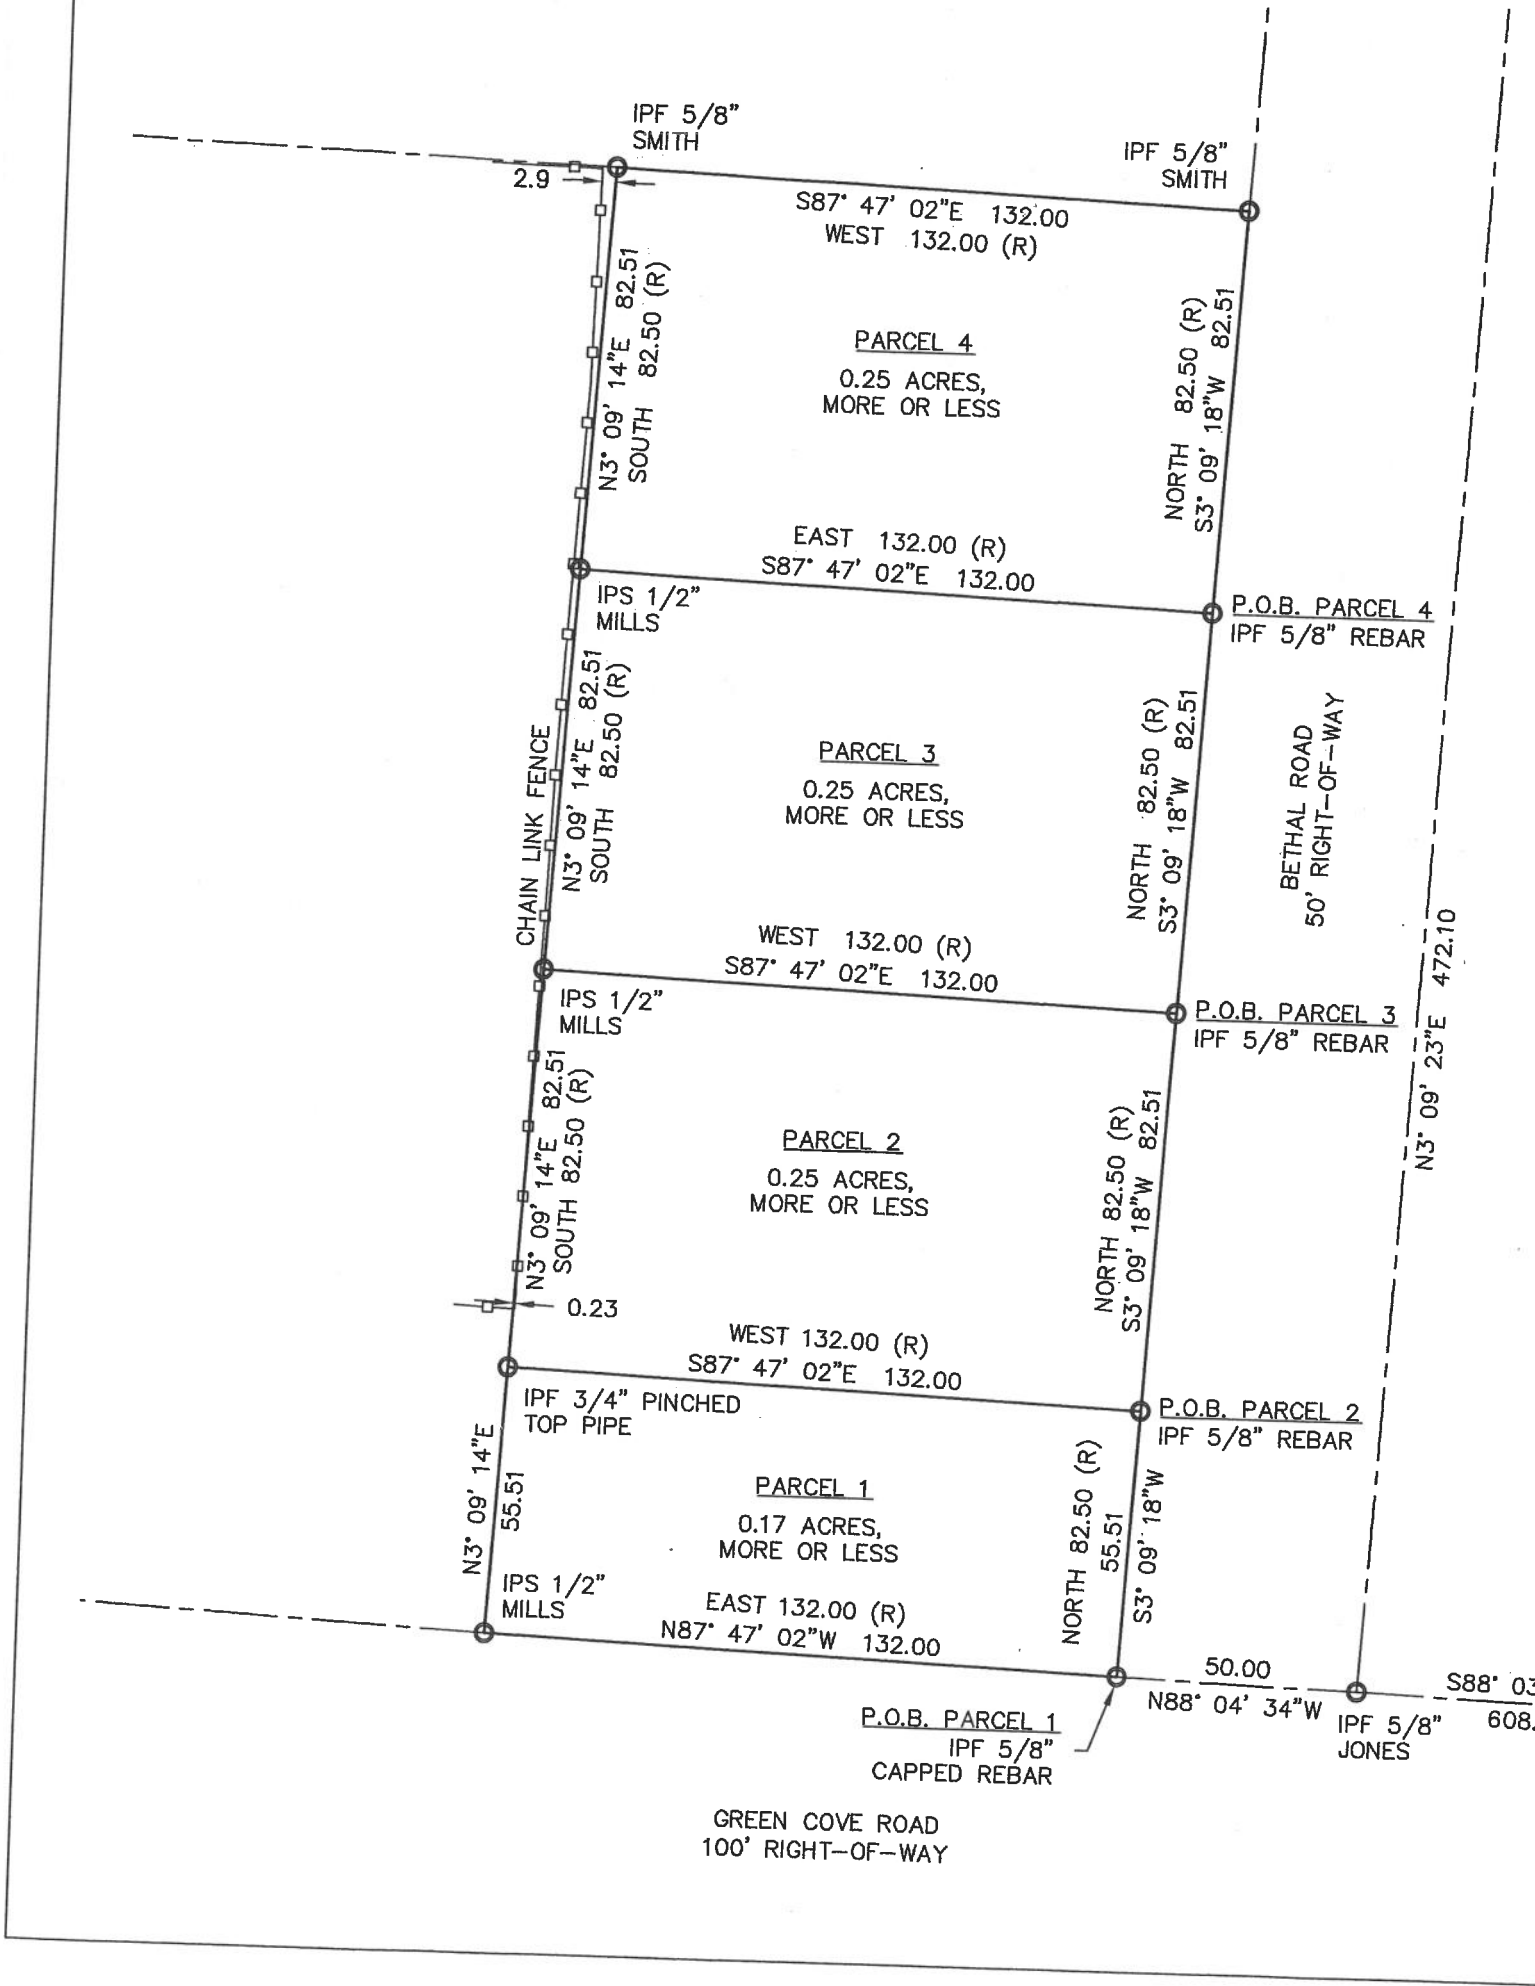 IPF 5/8"
SMITH
IPF 5/8"
SMITH
2.9
S87° 47' 02"E 132.00
WEST 132.00 (R)
N3° 09' 14"E 82.51
SOUTH 82.50 (R)
PARCEL 4
0.25 ACRES,
MORE OR LESS
NORTH 82.50 (R)
S3° 09' 18"W 82.51
EAST 132.00 (R)
S87° 47' 02"E 132.00
IPS 1/2"
MILLS
P.O.B. PARCEL 4
IPF 5/8" REBAR
CHAIN LINK FENCE
N3° 09' 14"E 82.51
SOUTH 82.50 (R)
PARCEL 3
0.25 ACRES,
MORE OR LESS
NORTH 82.50 (R)
S3° 09' 18"W 82.51
BETHAL ROAD
50' RIGHT-OF-WAY
N3° 09' 23"E 472.10
WEST 132.00 (R)
S87° 47' 02"E 132.00
IPS 1/2"
MILLS
P.O.B. PARCEL 3
IPF 5/8" REBAR
N3° 09' 14"E 82.51
SOUTH 82.50 (R)
PARCEL 2
0.25 ACRES,
MORE OR LESS
NORTH 82.50 (R)
S3° 09' 18"W 82.51
0.23
WEST 132.00 (R)
S87° 47' 02"E 132.00
IPF 3/4" PINCHED
TOP PIPE
P.O.B. PARCEL 2
IPF 5/8" REBAR
N3° 09' 14"E
55.51
PARCEL 1
0.17 ACRES,
MORE OR LESS
NORTH 82.50 (R)
55.51
S3° 09' 18"W
IPS 1/2"
MILLS
EAST 132.00 (R)
N87° 47' 02"W 132.00
50.00
N88° 04' 34"W
S88° 03
608.
IPF 5/8"
JONES
P.O.B. PARCEL 1
IPF 5/8"
CAPPED REBAR
GREEN COVE ROAD
100' RIGHT-OF-WAY